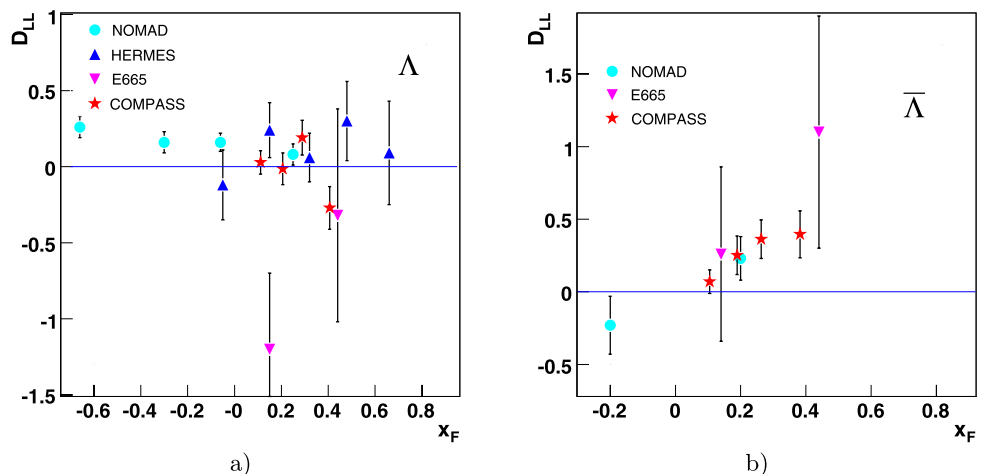 D_LL
1
0.5
0
-0.5
-1
-1.5
NOMAD
HERMES
E665
COMPASS
Λ
-0.6 -0.4 -0.2 -0 0.2 0.4 0.6 0.8
x_F
a)
D_LL
1.5
1
0.5
0
-0.5
NOMAD
E665
COMPASS
Λ̅
-0.2 0 0.2 0.4 0.6 0.8
x_F
b)